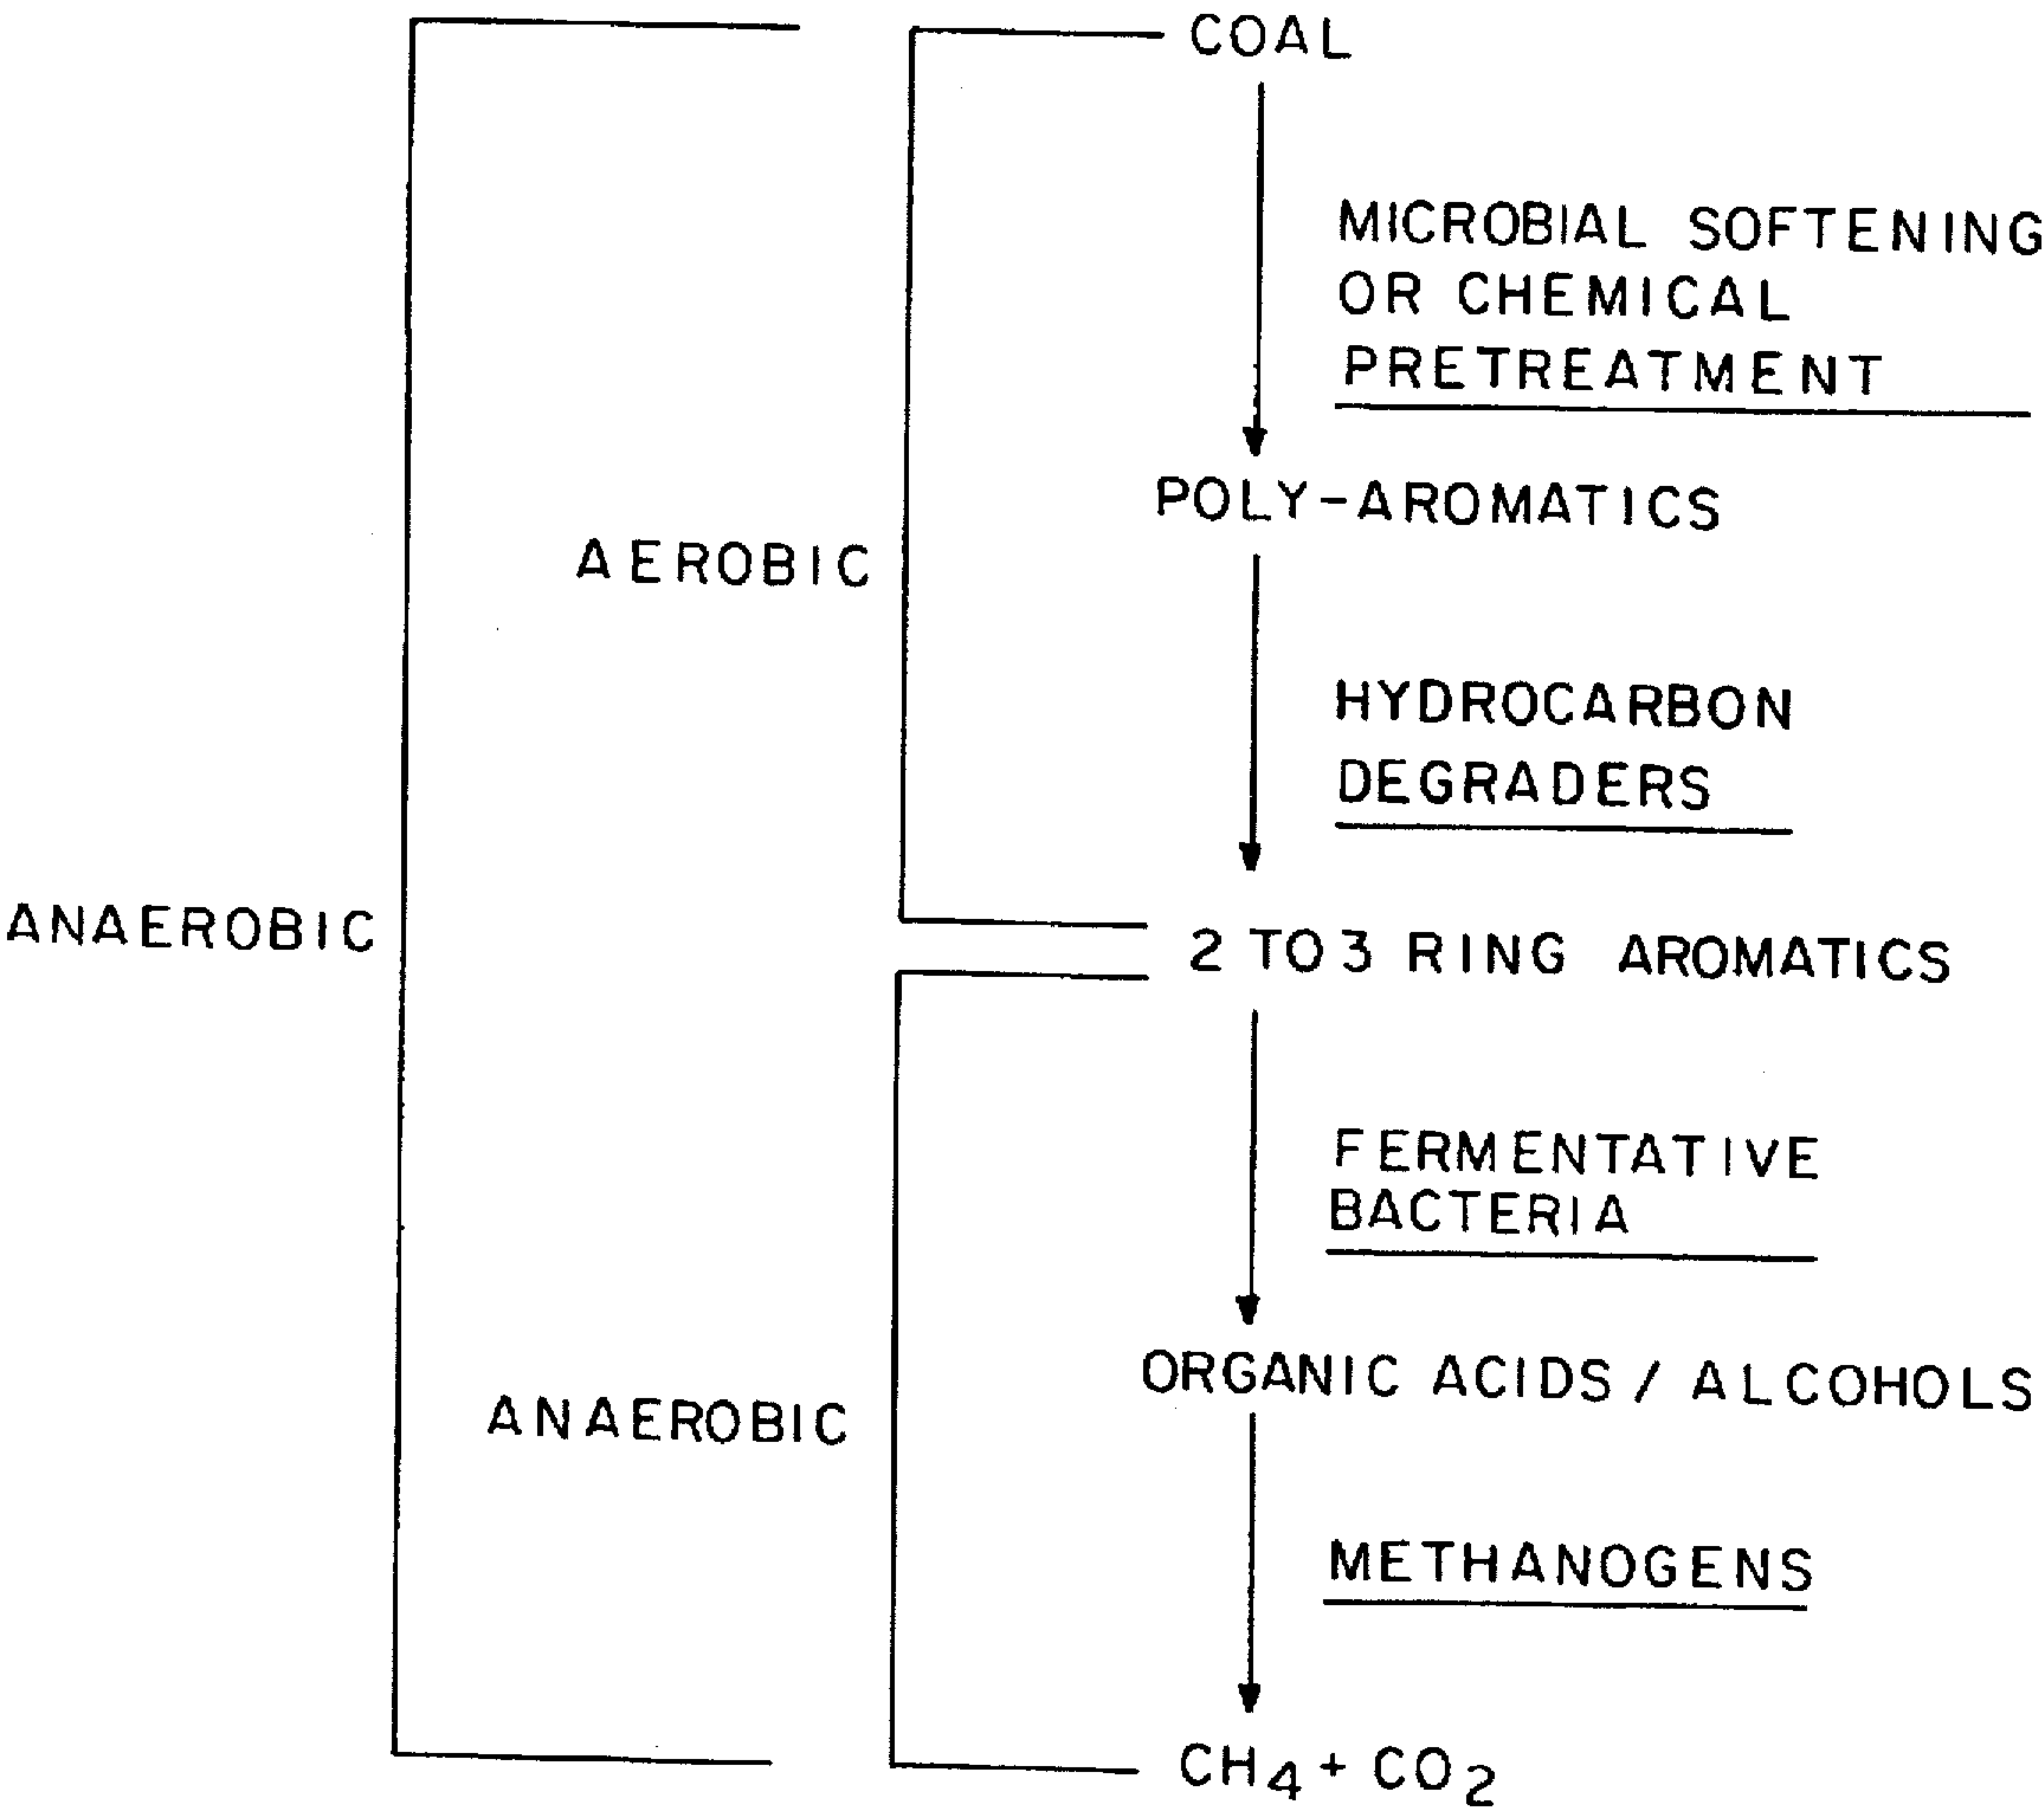 COAL
MICROBIAL SOFTENING
OR CHEMICAL
PRETREATMENT
POLY-AROMATICS
AEROBIC
HYDROCARBON
DEGRADERS
ANAEROBIC
2 TO 3 RING AROMATICS
FERMENTATIVE
BACTERIA
ORGANIC ACIDS / ALCOHOLS
ANAEROBIC
METHANOGENS
CH4 + CO2